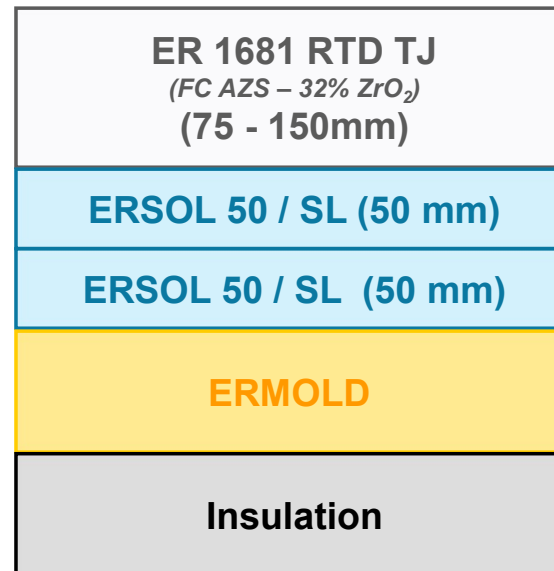 ER 1681 RTD TJ
(FC AZS – 32% ZrO₂)
(75 - 150mm)
ERSOL 50 / SL (50 mm)
ERSOL 50 / SL  (50 mm)
ERMOLD
Insulation